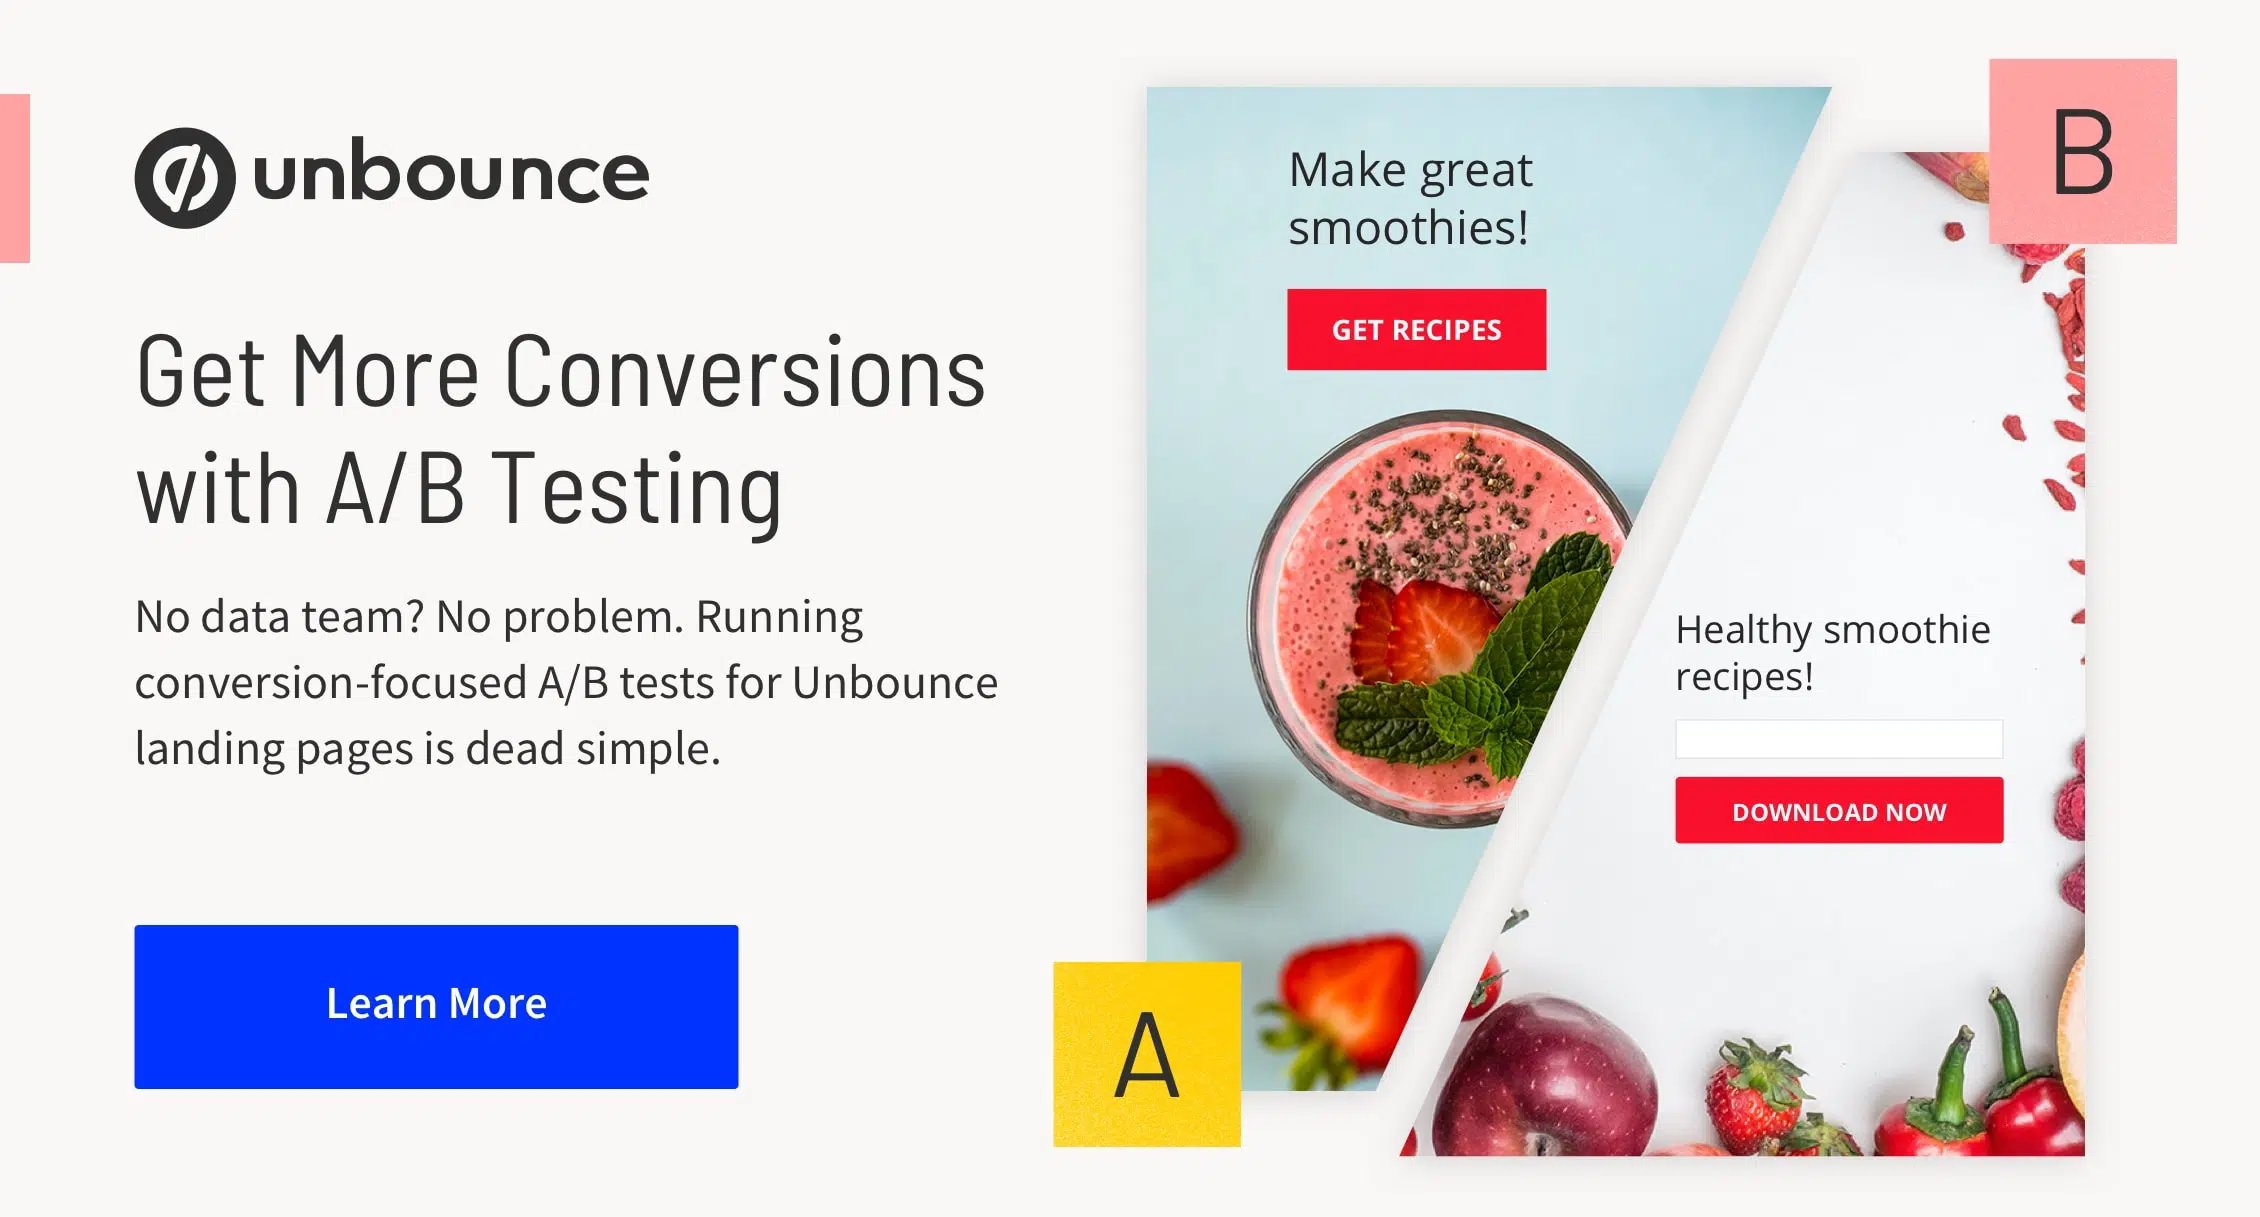 unbounce
Get More Conversions
with A/B Testing
No data team? No problem. Running
conversion-focused A/B tests for Unbounce
landing pages is dead simple.
Learn More
Make great
smoothies!
GET RECIPES
A
B
Healthy smoothie
recipes!
DOWNLOAD NOW